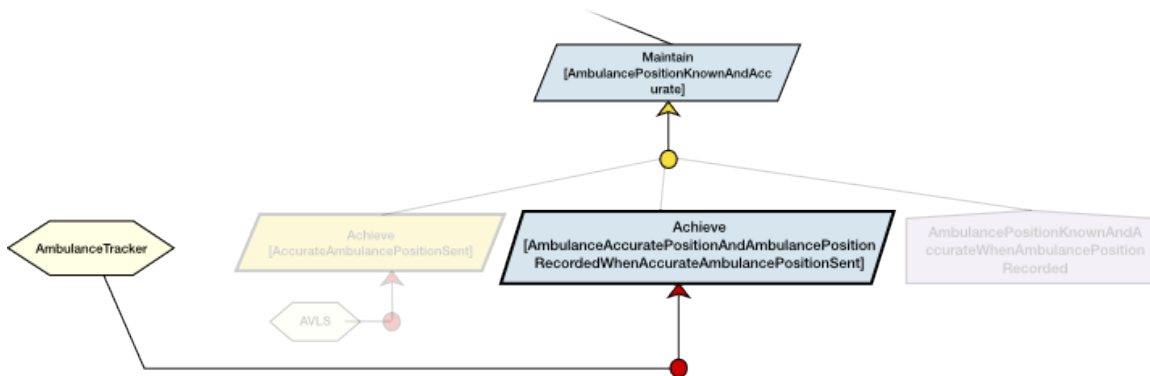 Maintain
[AmbulancePositionKnownAndAcc
urate]
AmbulanceTracker
Achieve
[AccurateAmbulancePositionSent]
AVLS
Achieve
[AmbulanceAccuratePositionAndAmbulancePosition
RecordedWhenAccurateAmbulancePositionSent]
AmbulancePositionKnownAndA
ccurateWhenAmbulancePosition
Recorded